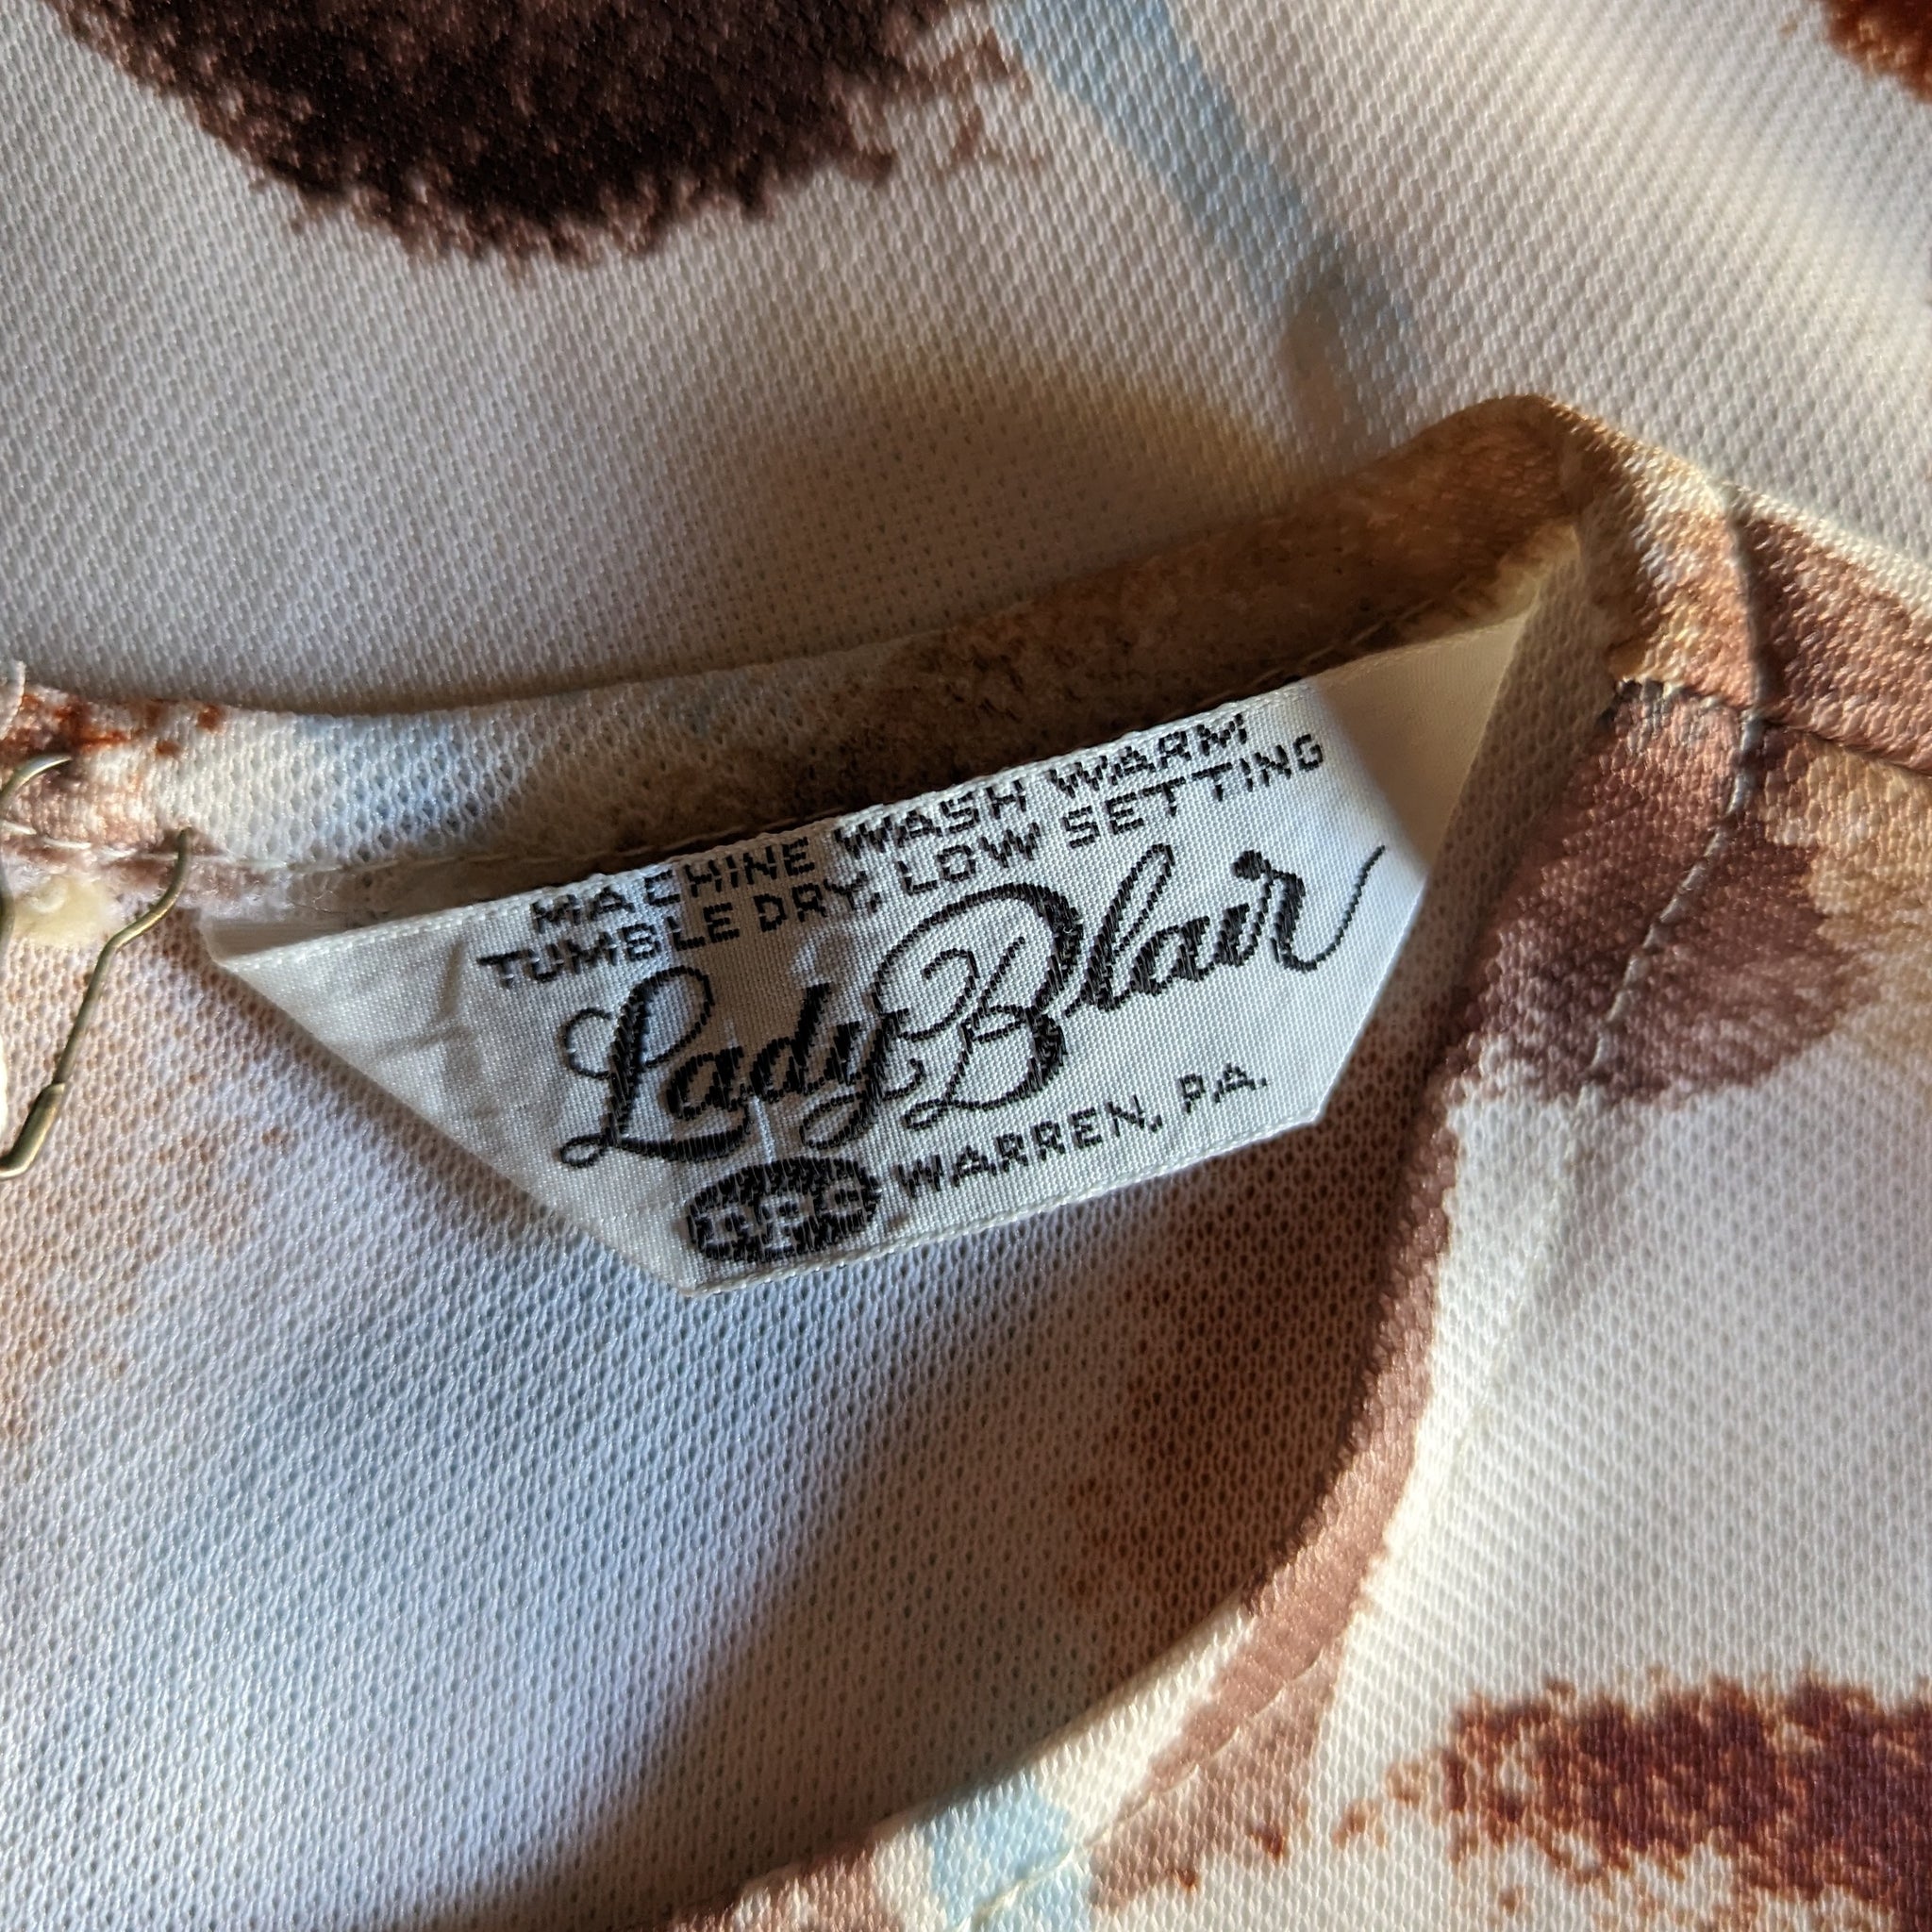 MACHINE WASH WARM
TUMBLE DRY, LOW SETTING
Lady Blair
WARREN, PA.